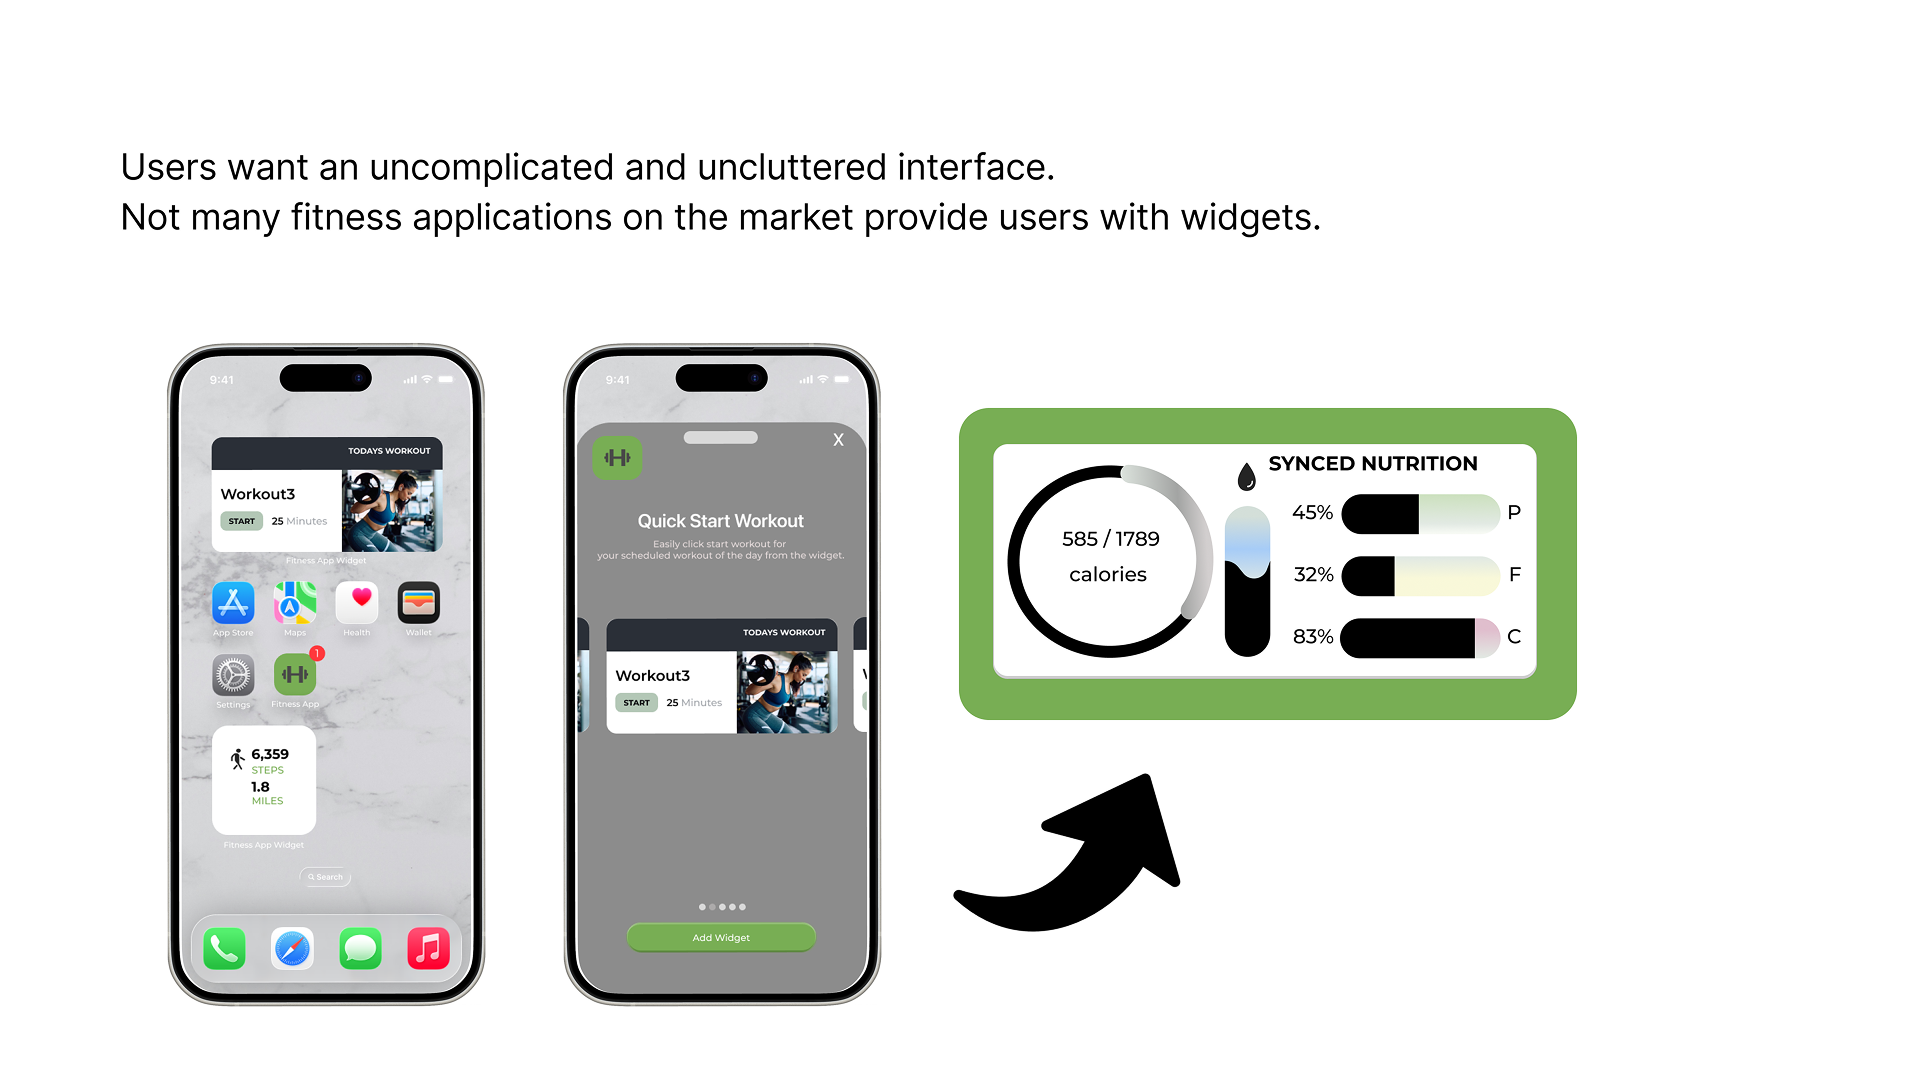 Users want an uncomplicated and uncluttered interface.
Not many fitness applications on the market provide users with widgets.
9:41
TODAYS WORKOUT
Workout3
START 25 Minutes
Fitness App Widget
App Store Maps Health Wallet
1
Settings Fitness App
6,359
STEPS
1.8
MILES
Fitness App Widget
Search
9:41
X
Quick Start Workout
Easily click start workout for
your scheduled workout of the day from the widget.
TODAYS WORKOUT
Workout3
START 25 Minutes
Add Widget
SYNCED NUTRITION
585 / 1789
calories
45% P
32% F
83% C